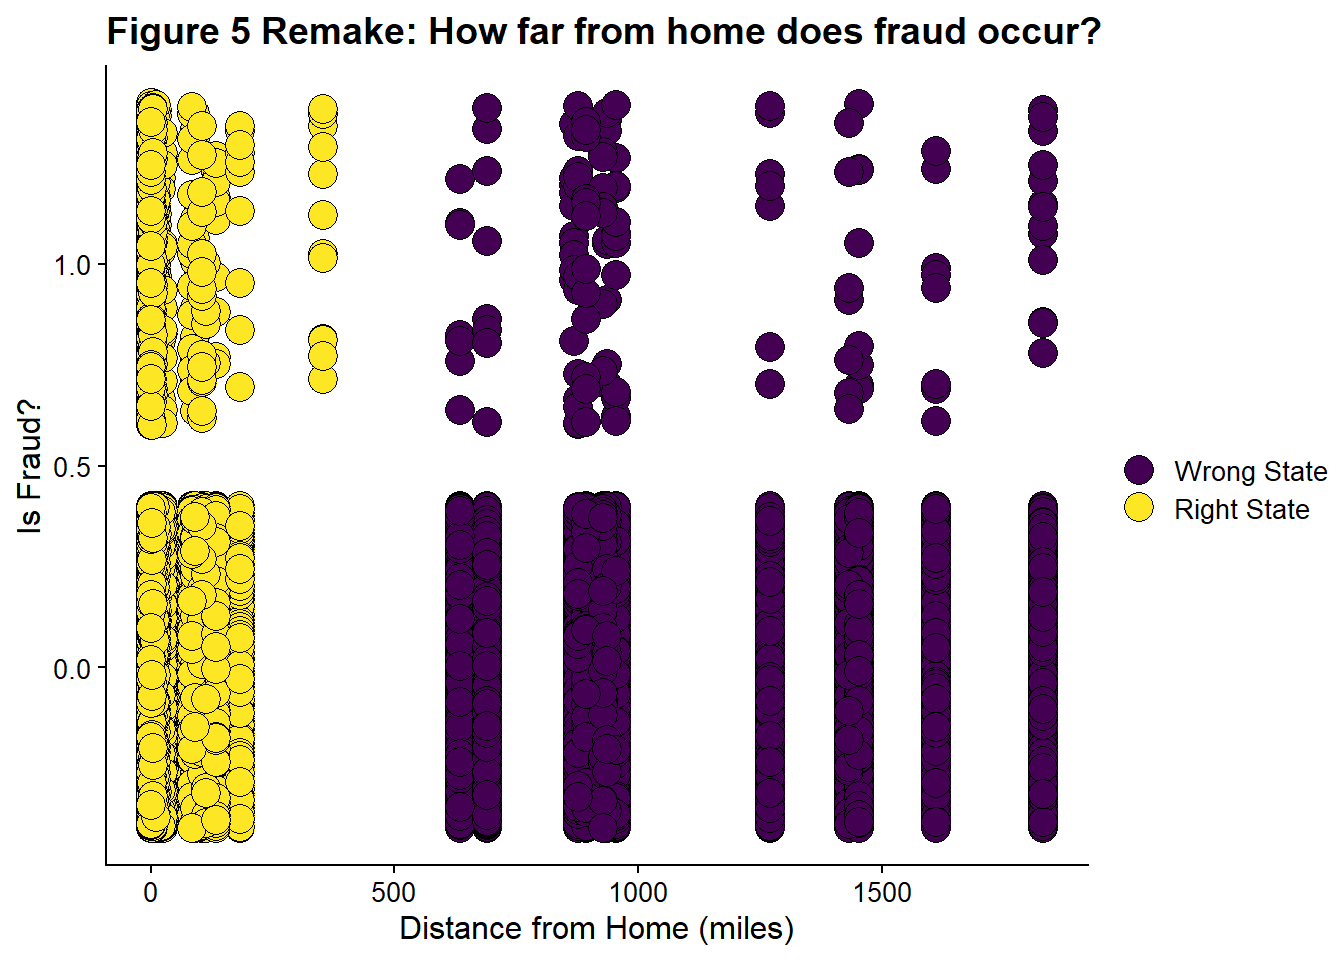 Figure 5 Remake: How far from home does fraud occur?
Is Fraud?
1.0
0.5
0.0
Wrong State
Right State
0 500 1000 1500
Distance from Home (miles)